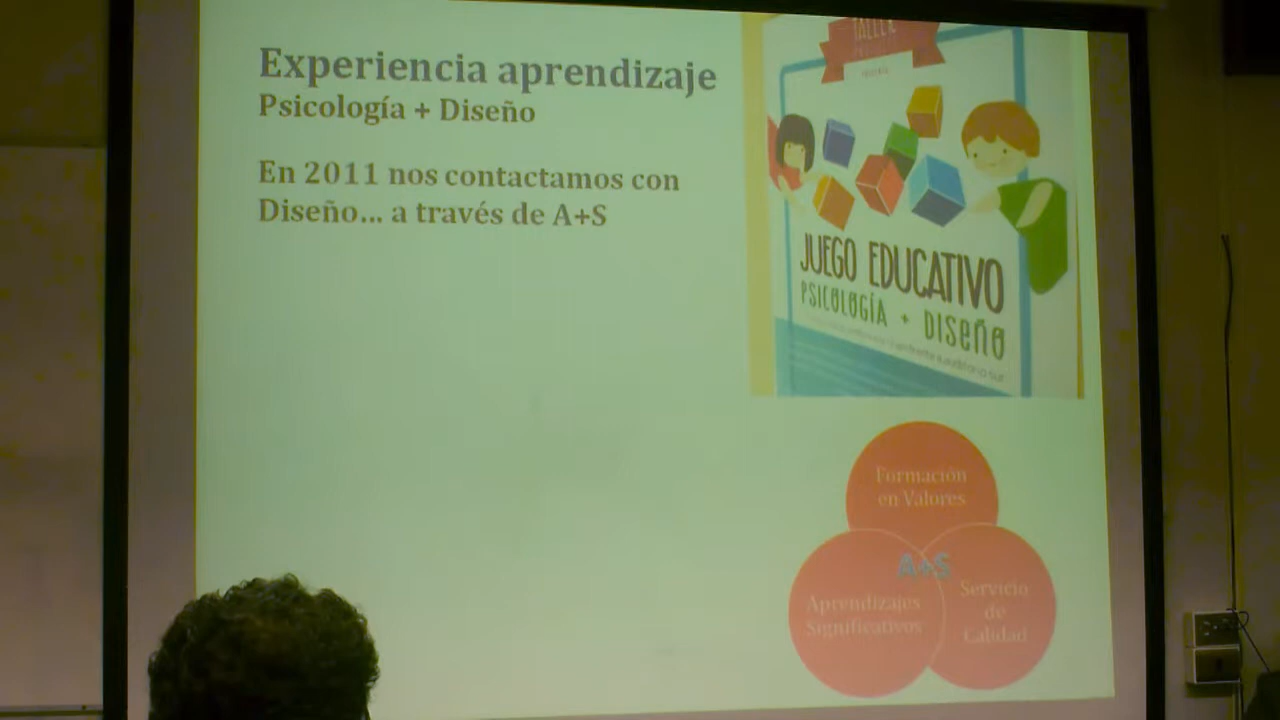 Experiencia aprendizaje
Psicología + Diseño
En 2011 nos contactamos con
Diseño... a través de A+S
TALLER
JUEGO EDUCATIVO
PSICOLOGÍA + DISEÑO
Formación
en Valores
A+S
Aprendizajes
Significativos
Servicio
de
Calidad